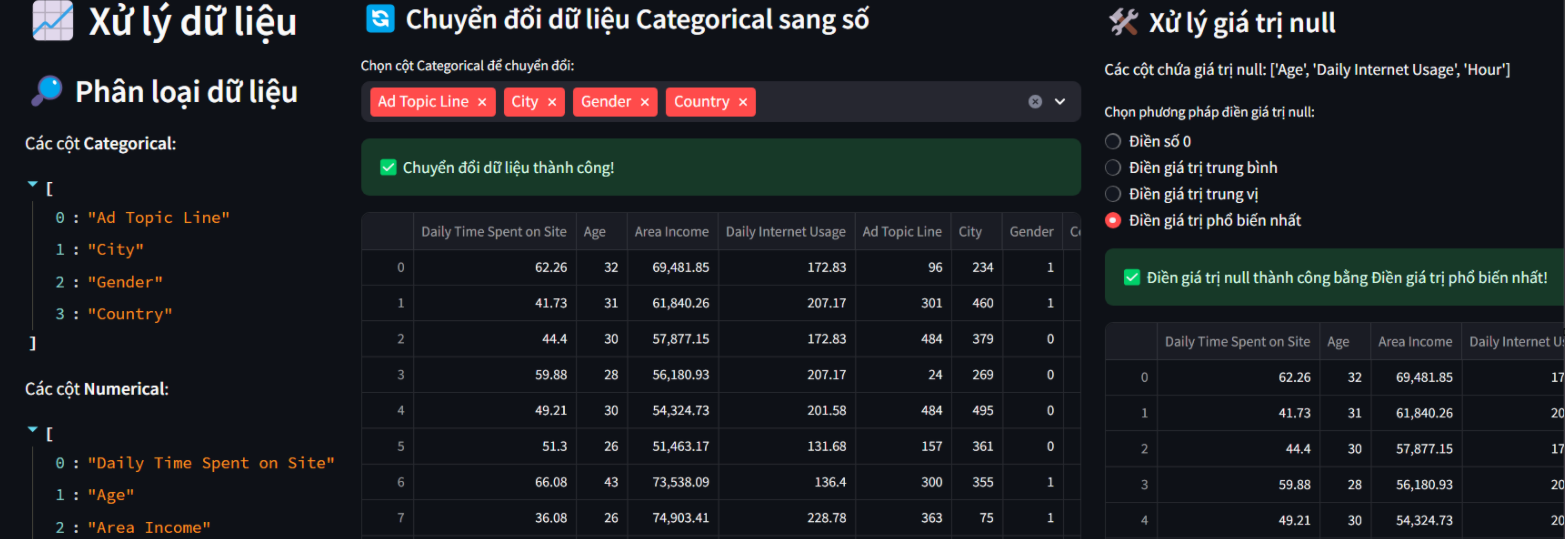 Xử lý dữ liệu
Phân loại dữ liệu
Các cột Categorical:
[
0 : "Ad Topic Line"
1 : "City"
2 : "Gender"
3 : "Country"
]
Các cột Numerical:
[
0 : "Daily Time Spent on Site"
1 : "Age"
2 : "Area Income"
Chuyển đổi dữ liệu Categorical sang số
Chọn cột Categorical để chuyển đổi:
Ad Topic Line × City × Gender × Country ×
Chuyển đổi dữ liệu thành công!
Daily Time Spent on Site Age Area Income Daily Internet Usage Ad Topic Line City Gender
0 62.26 32 69,481.85 172.83 96 234 1
1 41.73 31 61,840.26 207.17 301 460 1
2 44.4 30 57,877.15 172.83 484 379 0
3 59.88 28 56,180.93 207.17 24 269 0
4 49.21 30 54,324.73 201.58 484 495 0
5 51.3 26 51,463.17 131.68 157 361 0
6 66.08 43 73,538.09 136.4 300 355 1
7 36.08 26 74,903.41 228.78 363 75 1
Xử lý giá trị null
Các cột chứa giá trị null: ['Age', 'Daily Internet Usage', 'Hour']
Chọn phương pháp điền giá trị null:
Điền số 0
Điền giá trị trung bình
Điền giá trị trung vị
Điền giá trị phổ biến nhất
Điền giá trị null thành công bằng Điền giá trị phổ biến nhất!
Daily Time Spent on Site Age Area Income Daily Internet U
0 62.26 32 69,481.85 17
1 41.73 31 61,840.26 20
2 44.4 30 57,877.15 17
3 59.88 28 56,180.93 20
4 49.21 30 54,324.73 20